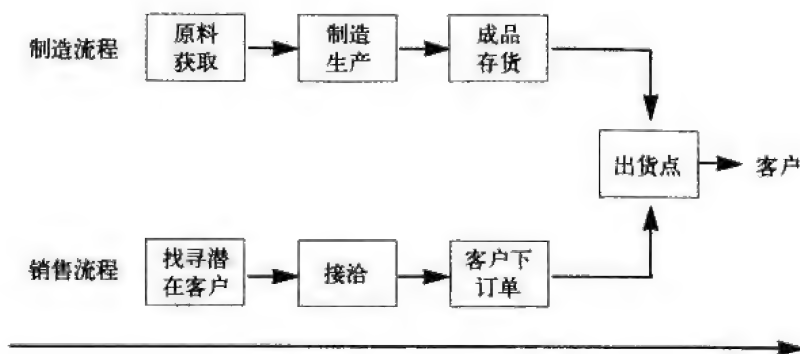 制造流程
原料
获取
制造
生产
成品
存货
出货点
客户
销售流程
找寻潜
在客户
接洽
客户下
订单